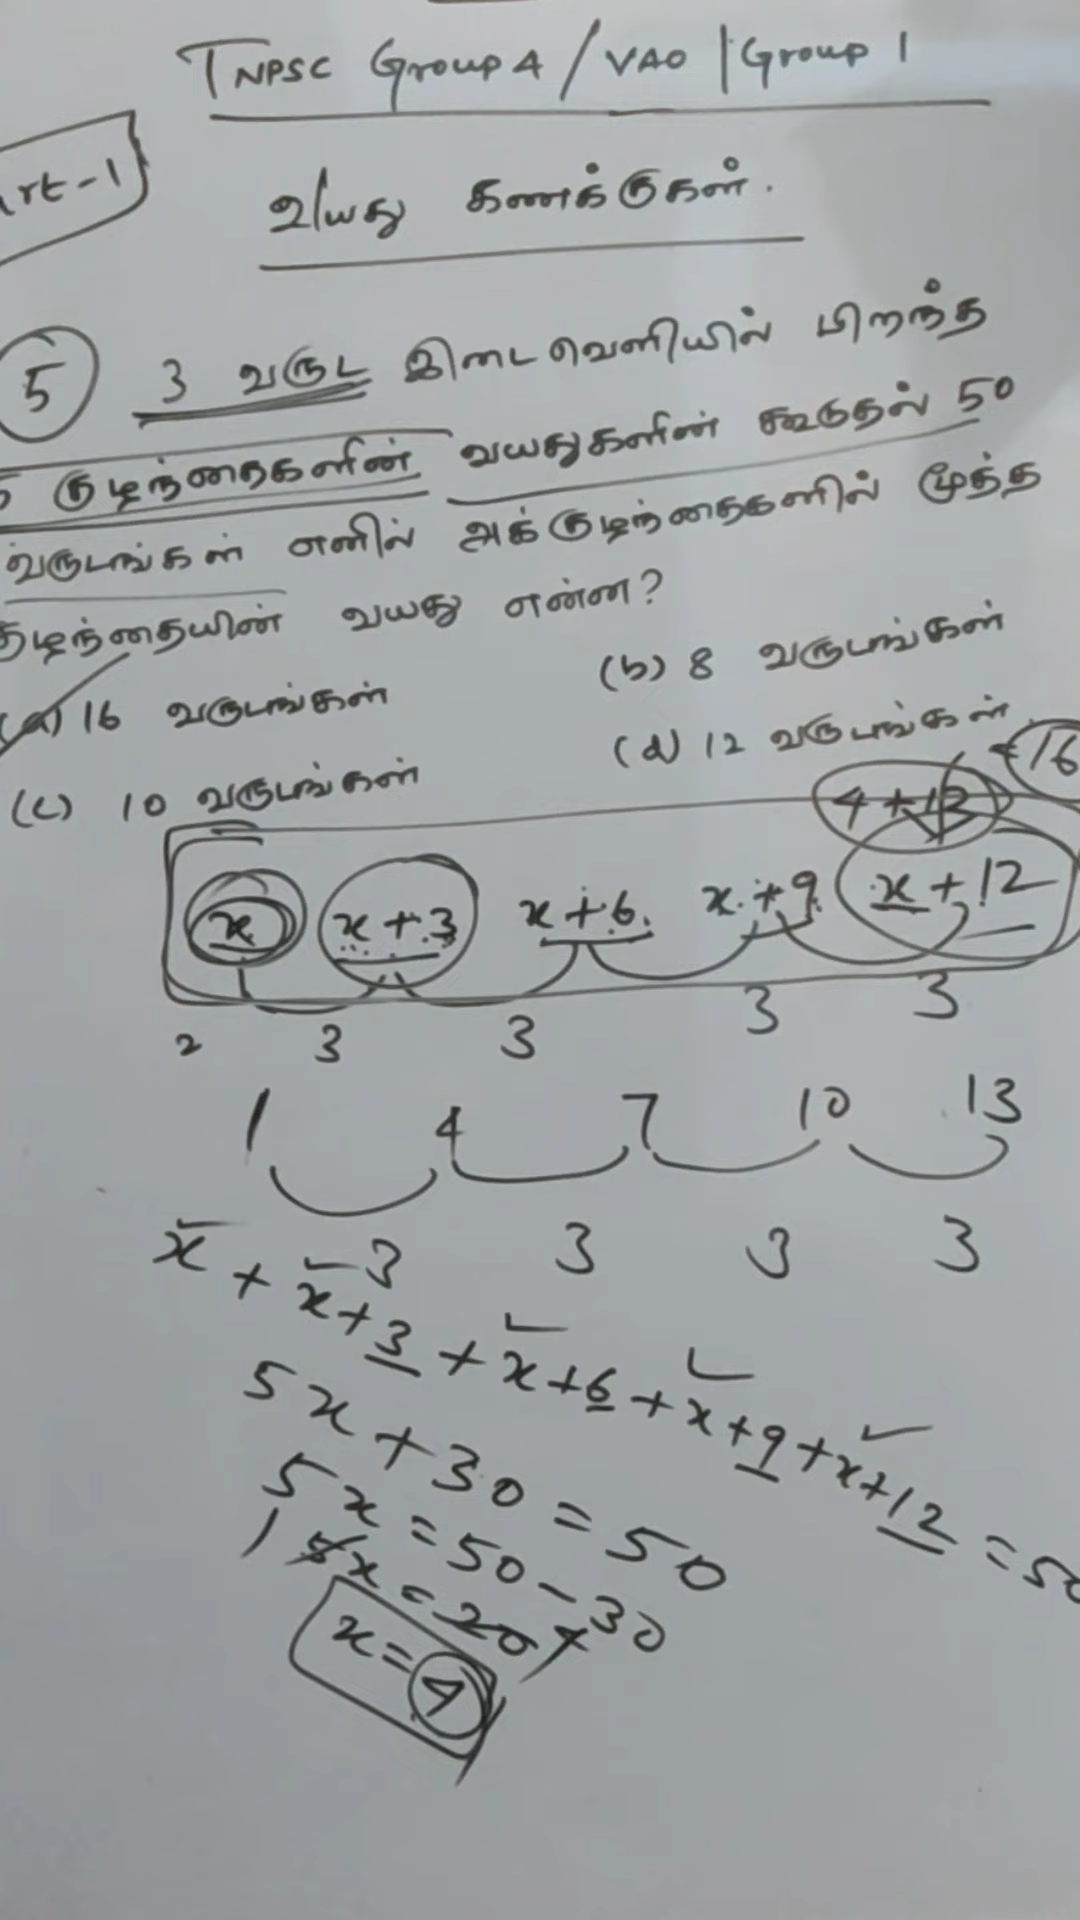 TNPSC Group 4 / VAO | Group 1
வயது கணக்குகள்.
5 3 வருட இடைவெளியில் பிறந்த
குழந்தைகளின் வயதுகளின் கூடுதல் 50
வருடங்கள் எனில் அக்குழந்தைகளில் மூத்த
குழந்தையின் வயது என்ன?
(a) 16 வருடங்கள் (b) 8 வருடங்கள்
(c) 10 வருடங்கள் (d) 12 வருடங்கள்
4+12 = 16
x x+3 x+6 x+9 x+12
2 3 3 3 3
1 4 7 10 13
3 3 3 3
x + x+3 + x+6 + x+9 + x+12 = 50
5x + 30 = 50
5x = 50 - 30
5x = 20
x = 4